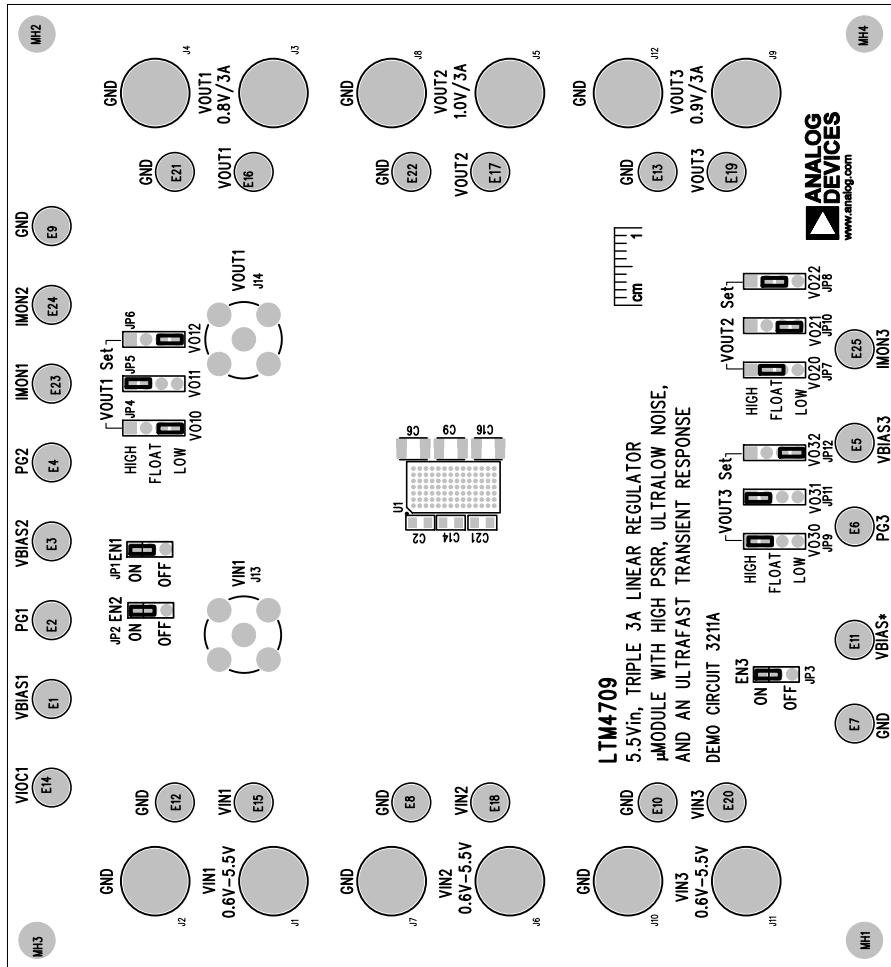 MH2
MH4
J4
J3
J8
J5
J12
J9
GND
VOUT1
0.8V/3A
GND
VOUT2
1.0V/3A
GND
VOUT3
0.9V/3A
GND
E21
VOUT1
E16
GND
E22
VOUT2
E17
GND
E13
VOUT3
E19
ANALOG
DEVICES
www.analog.com
GND
E9
IMON2
E24
IMON1
E23
PG2
E4
VBIAS2
E3
PG1
E2
VBIAS1
E1
VIOC1
E14
VOUT1 Set
JP4
JP5
JP6
HIGH
FLOAT
LOW
VO10
VO11
VO12
VOUT1
J14
cm
1
VOUT2 Set
HIGH
FLOAT
LOW
VO20
JP7
VO21
JP10
VO22
JP8
E25
IMON3
C6
C9
C16
U1
C2
C14
C21
VOUT3 Set
HIGH
FLOAT
LOW
VO30
JP9
VO31
JP11
VO32
JP12
E5
VBIAS3
E6
PG3
JP1
EN1
ON
OFF
JP2
EN2
ON
OFF
VIN1
J13
LTM4709
5.5Vin, TRIPLE 3A LINEAR REGULATOR
µMODULE WITH HIGH PSRR, ULTRALOW NOISE,
AND AN ULTRAFAST TRANSIENT RESPONSE
DEMO CIRCUIT 3211A
EN3
ON
OFF
JP3
E11
VBIAS*
E7
GND
GND
E12
VIN1
E15
GND
E8
VIN2
E18
GND
E10
VIN3
E20
GND
VIN1
0.6V-5.5V
GND
VIN2
0.6V-5.5V
GND
VIN3
0.6V-5.5V
J2
J1
J7
J6
J10
J11
MH3
MH1